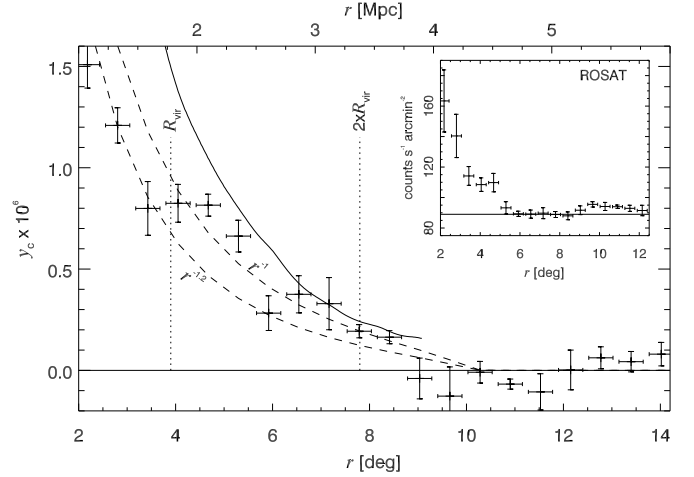 r [Mpc]
2 3 4 5
1.5
1.0
0.5
0.0
y_c x 10^6
R_vir
2xR_vir
r^-1
r^-1.2
ROSAT
counts s^-1 arcmin^-2
160
120
80
2 4 6 8 10 12
r [deg]
2 4 6 8 10 12 14
r [deg]